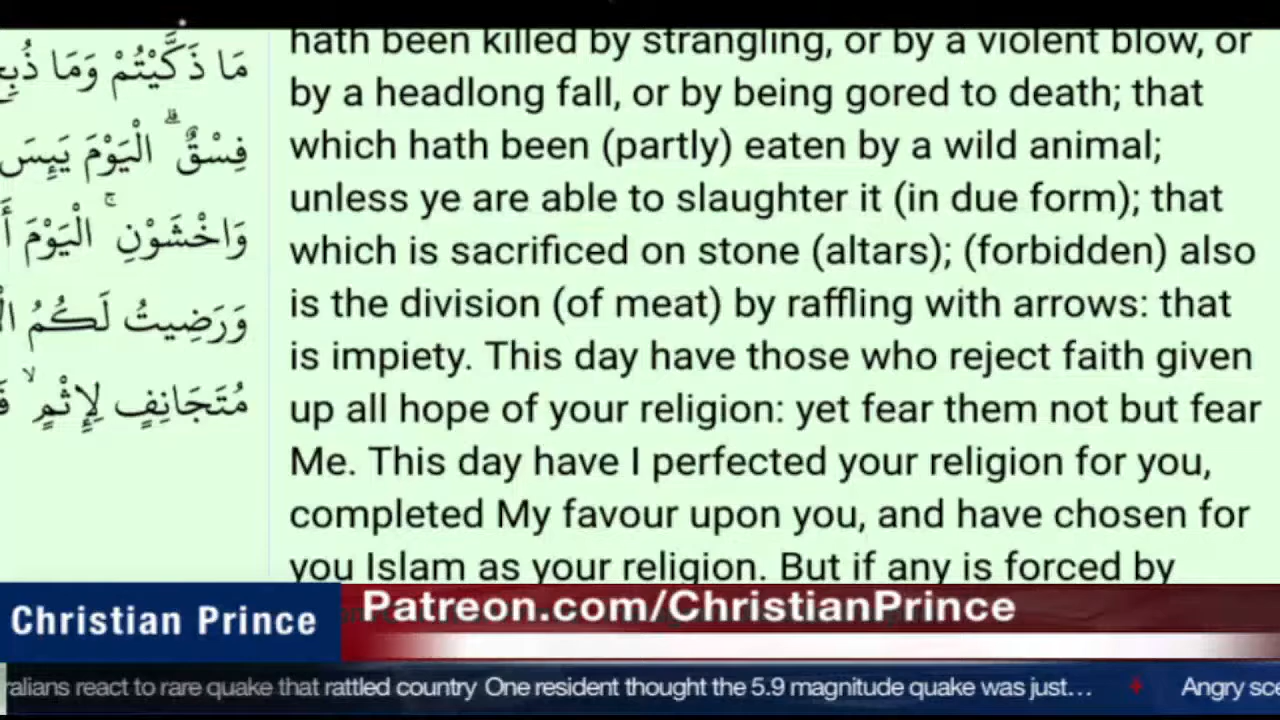 مَا ذَكَّيْتُمْ وَمَا
فِسْقٌ ۗ الْيَوْمَ يَئِسَ
وَاخْشَوْنِ ۚ الْيَوْمَ
وَرَضِيتُ لَكُمُ
مُتَجَانِفٍ لِإِثْمٍ ۙ
hath been killed by strangling, or by a violent blow, or
by a headlong fall, or by being gored to death; that
which hath been (partly) eaten by a wild animal;
unless ye are able to slaughter it (in due form); that
which is sacrificed on stone (altars); (forbidden) also
is the division (of meat) by raffling with arrows: that
is impiety. This day have those who reject faith given
up all hope of your religion: yet fear them not but fear
Me. This day have I perfected your religion for you,
completed My favour upon you, and have chosen for
you Islam as your religion. But if any is forced by
Christian Prince
Patreon.com/ChristianPrince
ralians react to rare quake that rattled country One resident thought the 5.9 magnitude quake was just... Angry sce